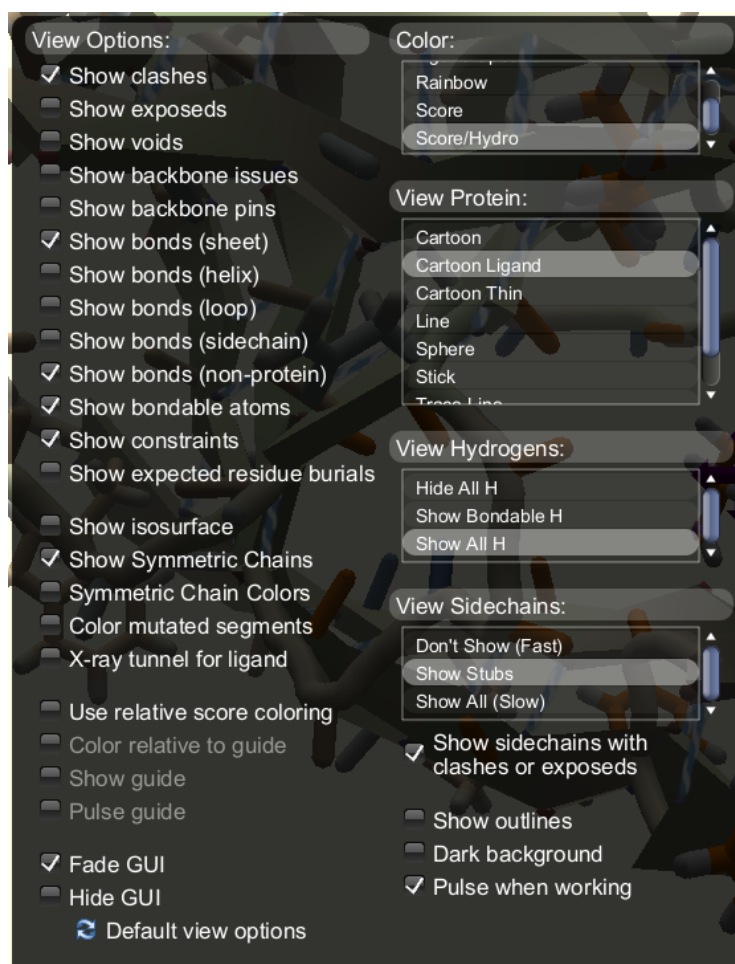 View Options:
Show clashes
Show exposeds
Show voids
Show backbone issues
Show backbone pins
Show bonds (sheet)
Show bonds (helix)
Show bonds (loop)
Show bonds (sidechain)
Show bonds (non-protein)
Show bondable atoms
Show constraints
Show expected residue burials
Show isosurface
Show Symmetric Chains
Symmetric Chain Colors
Color mutated segments
X-ray tunnel for ligand
Use relative score coloring
Color relative to guide
Show guide
Pulse guide
Fade GUI
Hide GUI
Default view options
Color:
Rainbow
Score
Score/Hydro
View Protein:
Cartoon
Cartoon Ligand
Cartoon Thin
Line
Sphere
Stick
Trace Line
View Hydrogens:
Hide All H
Show Bondable H
Show All H
View Sidechains:
Don't Show (Fast)
Show Stubs
Show All (Slow)
Show sidechains with
clashes or exposeds
Show outlines
Dark background
Pulse when working